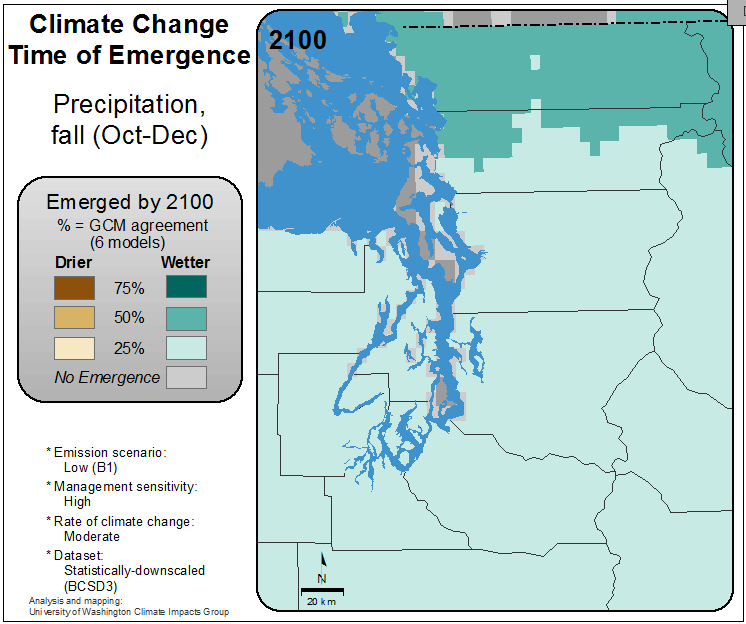 Climate Change
Time of Emergence
Precipitation,
fall (Oct-Dec)
Emerged by 2100
% = GCM agreement
(6 models)
Drier
Wetter
75%
50%
25%
No Emergence
* Emission scenario:
Low (B1)
* Management sensitivity:
High
* Rate of climate change:
Moderate
* Dataset:
Statistically-downscaled
(BCSD3)
Analysis and mapping:
University of Washington Climate Impacts Group
2100
N
20 km